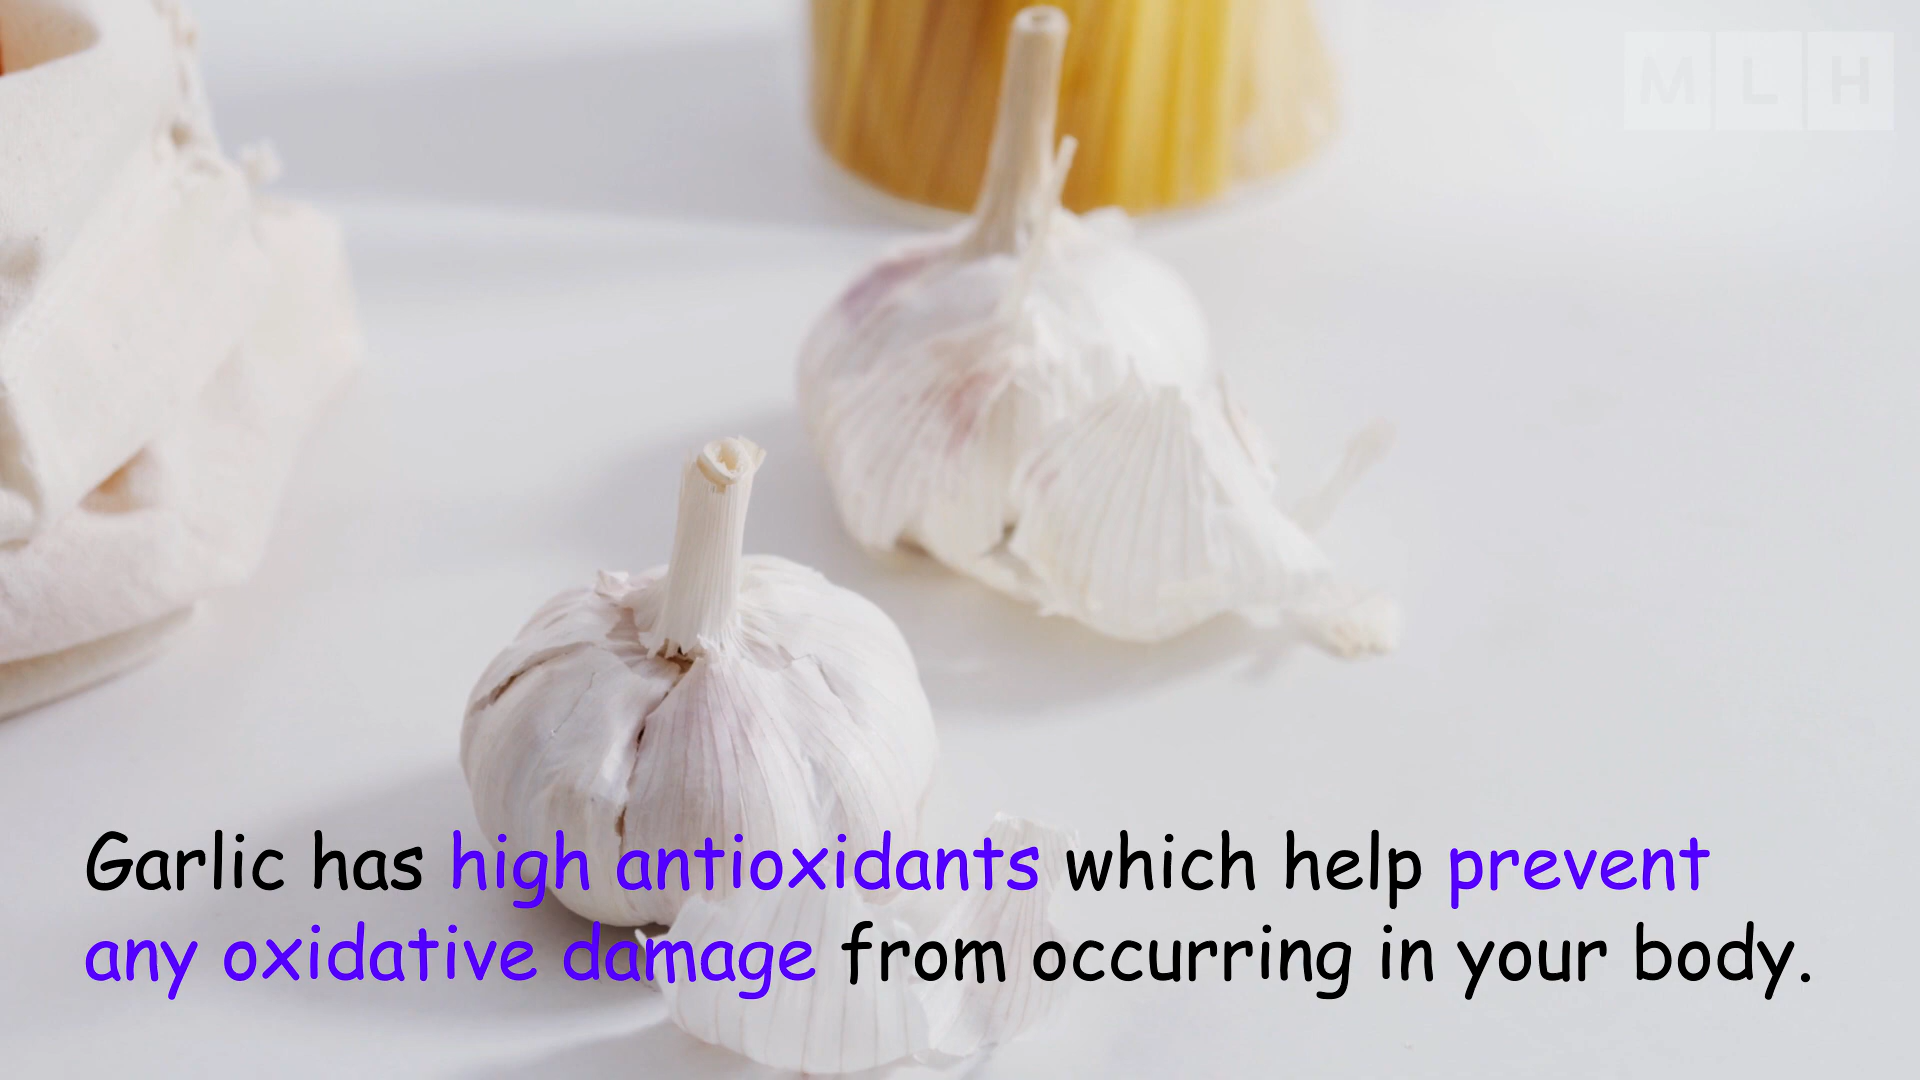 M L H
Garlic has high antioxidants which help prevent
any oxidative damage from occurring in your body.